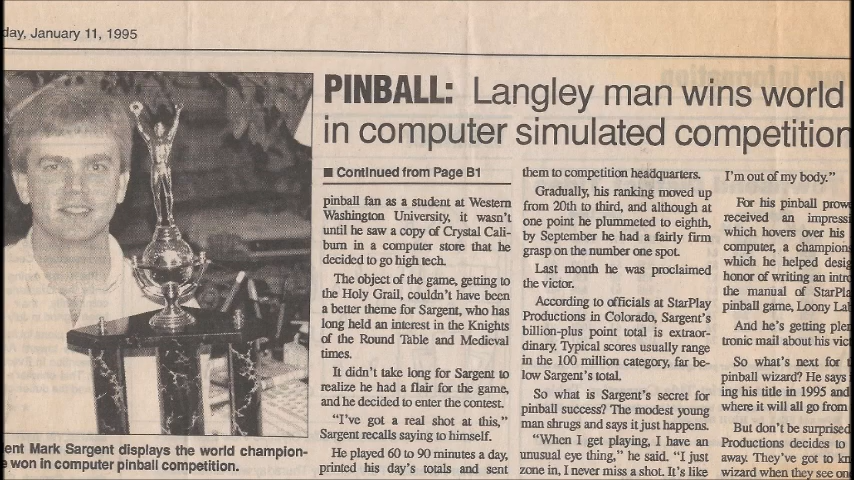 day, January 11, 1995
PINBALL: Langley man wins world
in computer simulated competition
■ Continued from Page B1
pinball fan as a student at Western
Washington University, it wasn't
until he saw a copy of Crystal Cali-
burn in a computer store that he
decided to go high tech.
The object of the game, getting to
the Holy Grail, couldn't have been
a better theme for Sargent, who has
long held an interest in the Knights
of the Round Table and Medieval
times.
It didn't take long for Sargent to
realize he had a flair for the game,
and he decided to enter the contest.
"I've got a real shot at this,"
Sargent recalls saying to himself.
He played 60 to 90 minutes a day,
printed his day's totals and sent
them to competition headquarters.
Gradually, his ranking moved up
from 20th to third, and although at
one point he plummeted to eighth,
by September he had a fairly firm
grasp on the number one spot.
Last month he was proclaimed
the victor.
According to officials at StarPlay
Productions in Colorado, Sargent's
billion-plus point total is extraor-
dinary. Typical scores usually range
in the 100 million category, far be-
low Sargent's total.
So what is Sargent's secret for
pinball success? The modest young
man shrugs and says it just happens.
"When I get playing, I have an
unusual eye thing," he said. "I just
zone in, I never miss a shot. It's like
I'm out of my body."
For his pinball prow
received an impressi
which hovers over his
computer, a champion
which he helped desig
honor of writing an intro
the manual of StarPla
pinball game, Loony Lab
And he's getting plen
tronic mail about his vic
So what's next for t
pinball wizard? He says
ing his title in 1995 and
where it will all go from
But don't be surprised
Productions decides to
away. They've got to kn
wizard when they see one
ent Mark Sargent displays the world champion-
e won in computer pinball competition.